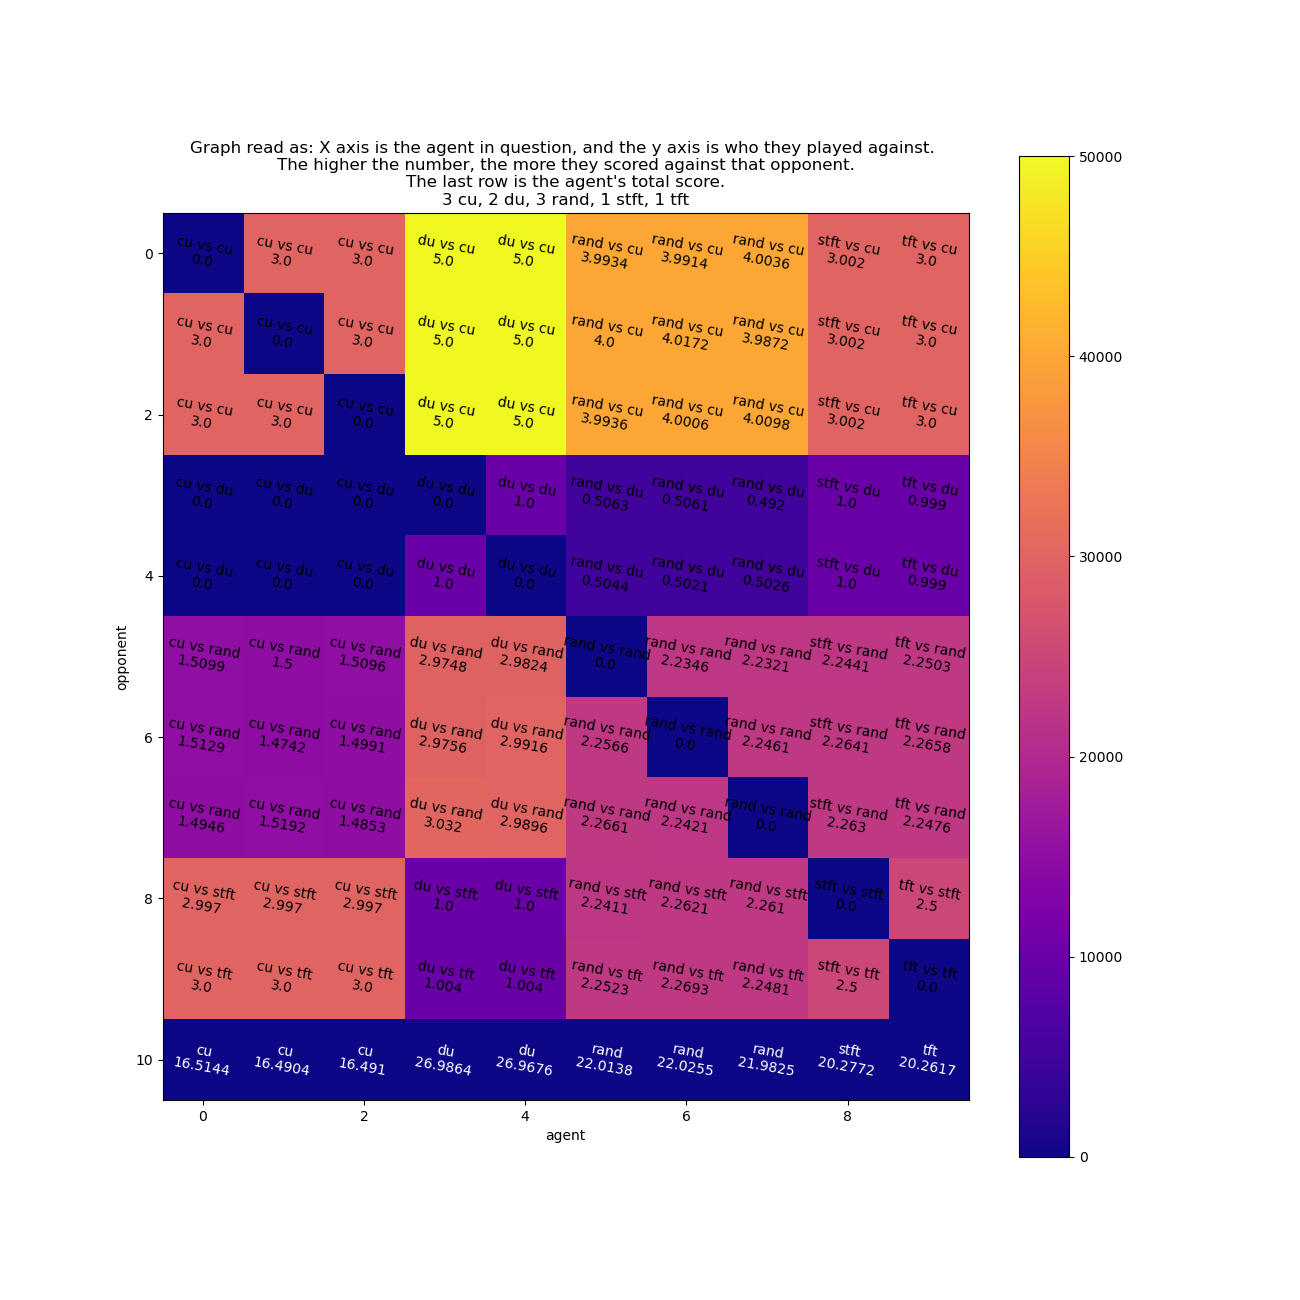 Graph read as: X axis is the agent in question, and the y axis is who they played against.
The higher the number, the more they scored against that opponent.
The last row is the agent's total score.
3 cu, 2 du, 3 rand, 1 stft, 1 tft
0
cu vs cu
0.0
cu vs cu
3.0
cu vs cu
3.0
du vs cu
5.0
du vs cu
5.0
rand vs cu
3.9934
rand vs cu
3.9914
rand vs cu
4.0036
stft vs cu
3.002
tft vs cu
3.0
cu vs cu
3.0
cu vs cu
0.0
cu vs cu
3.0
du vs cu
5.0
du vs cu
5.0
rand vs cu
4.0
rand vs cu
4.0172
rand vs cu
3.9872
stft vs cu
3.002
tft vs cu
3.0
2
cu vs cu
3.0
cu vs cu
3.0
cu vs cu
0.0
du vs cu
5.0
du vs cu
5.0
rand vs cu
3.9936
rand vs cu
4.0006
rand vs cu
4.0098
stft vs cu
3.002
tft vs cu
3.0
cu vs du
0.0
cu vs du
0.0
cu vs du
0.0
du vs du
0.0
du vs du
1.0
rand vs du
0.5063
rand vs du
0.5061
rand vs du
0.492
stft vs du
1.0
tft vs du
0.999
4
cu vs du
0.0
cu vs du
0.0
cu vs du
0.0
du vs du
1.0
du vs du
0.0
rand vs du
0.5044
rand vs du
0.5021
rand vs du
0.5026
stft vs du
1.0
tft vs du
0.999
cu vs rand
1.5099
cu vs rand
1.5
cu vs rand
1.5096
du vs rand
2.9748
du vs rand
2.9824
rand vs rand
0.0
rand vs rand
2.2346
rand vs rand
2.2321
stft vs rand
2.2441
tft vs rand
2.2503
6
cu vs rand
1.5129
cu vs rand
1.4742
cu vs rand
1.4991
du vs rand
2.9756
du vs rand
2.9916
rand vs rand
2.2566
rand vs rand
0.0
rand vs rand
2.2461
stft vs rand
2.2641
tft vs rand
2.2658
cu vs rand
1.4946
cu vs rand
1.5192
cu vs rand
1.4853
du vs rand
3.032
du vs rand
2.9896
rand vs rand
2.2661
rand vs rand
2.2421
rand vs rand
0.0
stft vs rand
2.263
tft vs rand
2.2476
8
cu vs stft
2.997
cu vs stft
2.997
cu vs stft
2.997
du vs stft
1.0
du vs stft
1.0
rand vs stft
2.2411
rand vs stft
2.2621
rand vs stft
2.261
stft vs stft
0.0
tft vs stft
2.5
cu vs tft
3.0
cu vs tft
3.0
cu vs tft
3.0
du vs tft
1.004
du vs tft
1.004
rand vs tft
2.2523
rand vs tft
2.2693
rand vs tft
2.2481
stft vs tft
2.5
tft vs tft
0.0
10
cu
16.5144
cu
16.4904
cu
16.491
du
26.9864
du
26.9676
rand
22.0138
rand
22.0255
rand
21.9825
stft
20.2772
tft
20.2617
opponent
0
2
4
6
8
agent
50000
40000
30000
20000
10000
0